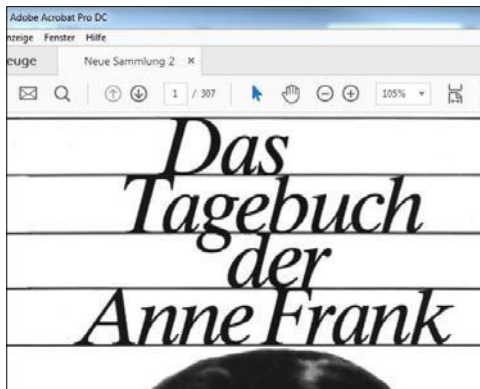 Adobe Acrobat Pro DC
nzeige Fenster Hilfe
euge Neue Sammlung 2 ×
1 / 307 105%
Das
Tagebuch
der
Anne Frank